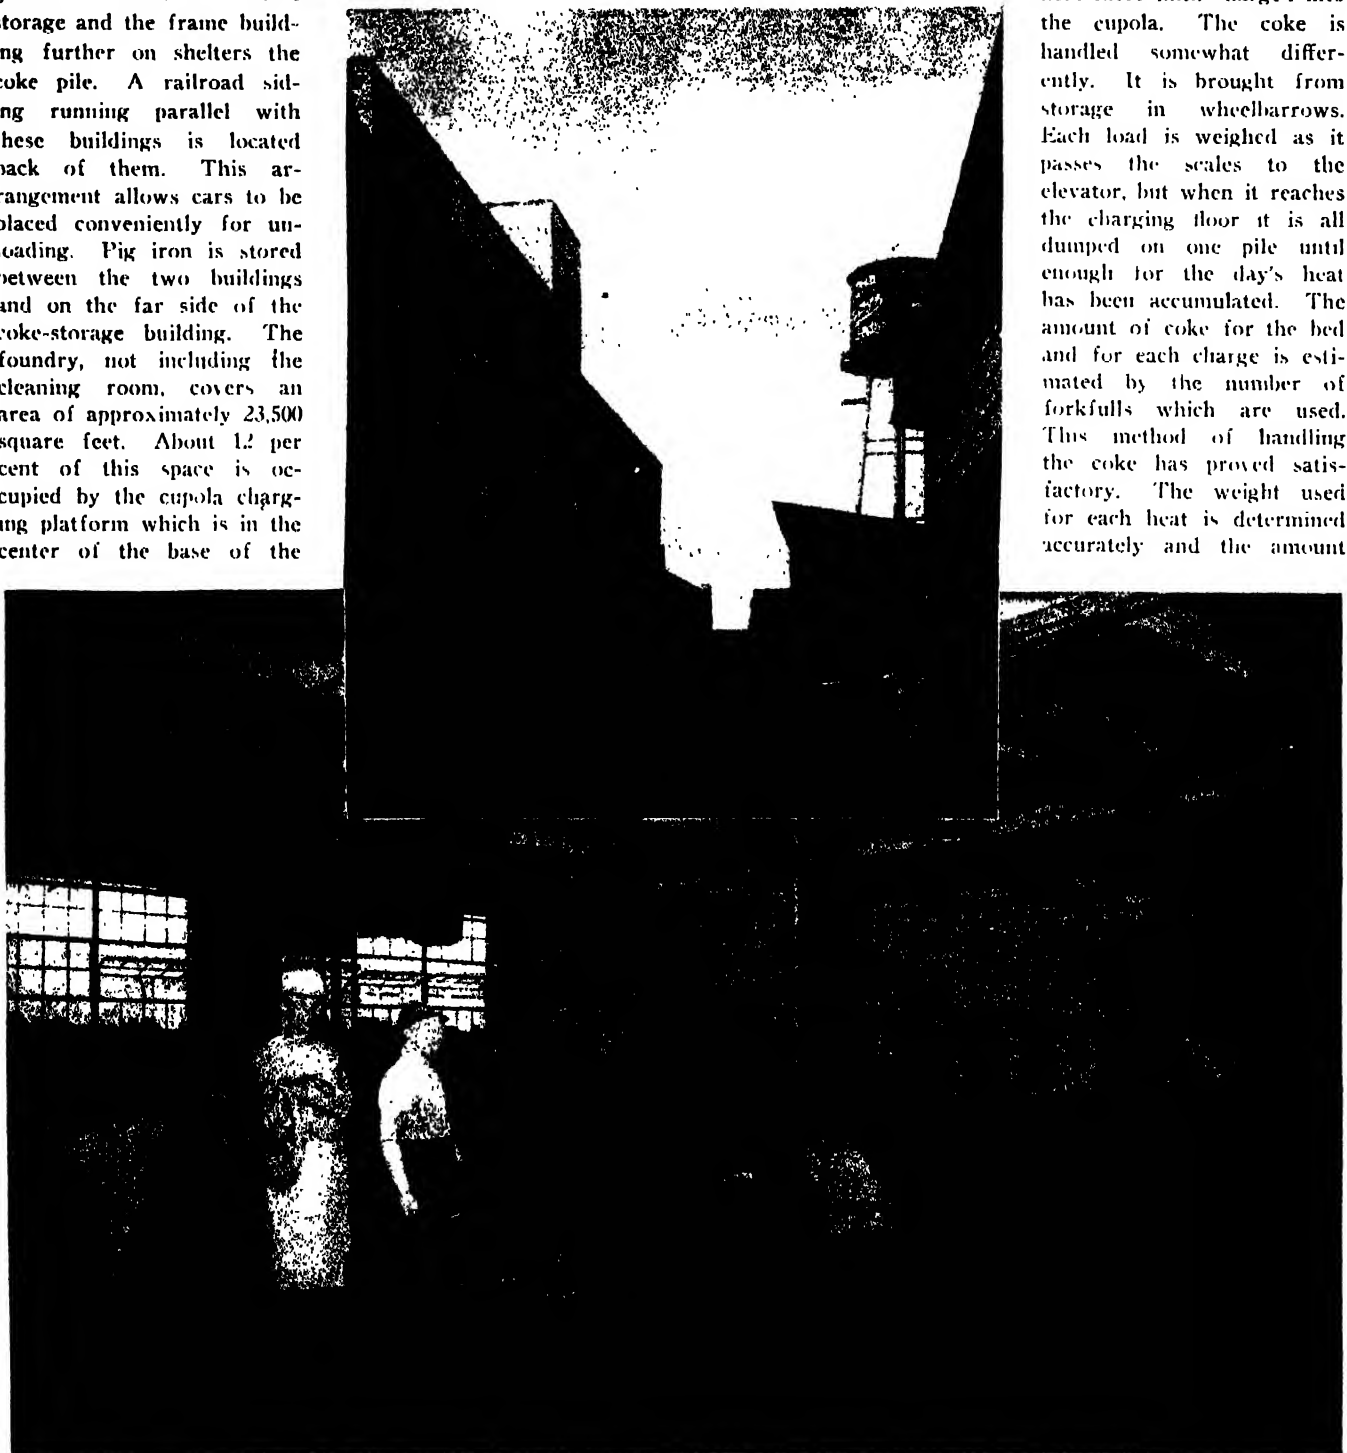 storage and the frame build-
ng further on shelters the
coke pile. A railroad sid-
ng running parallel with
hese buildings is located
back of them. This ar-
rangement allows cars to be
placed conveniently for un-
loading. Pig iron is stored
between the two buildings
and on the far side of the
coke-storage building. The
foundry, not including the
cleaning room, covers an
area of approximately 23,500
square feet. About 12 per
cent of this space is oc-
cupied by the cupola charg-
ing platform which is in the
center of the base of the
the cupola. The coke is
handled somewhat differ-
ently. It is brought from
storage in wheelbarrows.
Each load is weighed as it
passes the scales to the
elevator, but when it reaches
the charging floor it is all
dumped on one pile until
enough for the day's heat
has been accumulated. The
amount of coke for the bed
and for each charge is esti-
mated by the number of
forkfulls which are used.
This method of handling
the coke has proved satis-
factory. The weight used
for each heat is determined
accurately and the amount